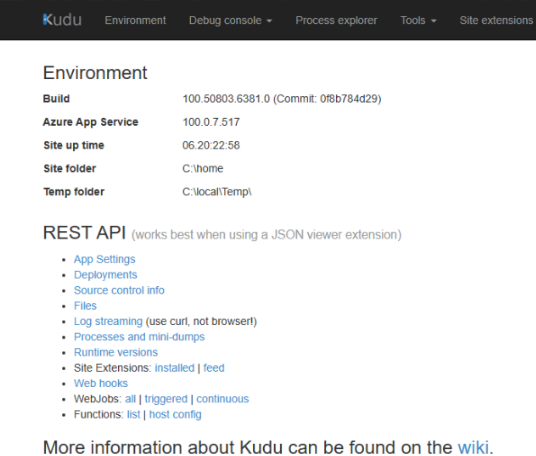 Kudu Environment Debug console Process explorer Tools Site extensions
Environment
Build 100.50803.6381.0 (Commit: 0f8b784d29)
Azure App Service 100.0.7.517
Site up time 06.20:22:58
Site folder C:\home
Temp folder C:\local\Temp\
REST API (works best when using a JSON viewer extension)
• App Settings
• Deployments
• Source control info
• Files
• Log streaming (use curl, not browser!)
• Processes and mini-dumps
• Runtime versions
• Site Extensions: installed | feed
• Web hooks
• WebJobs: all | triggered | continuous
• Functions: list | host config
More information about Kudu can be found on the wiki.